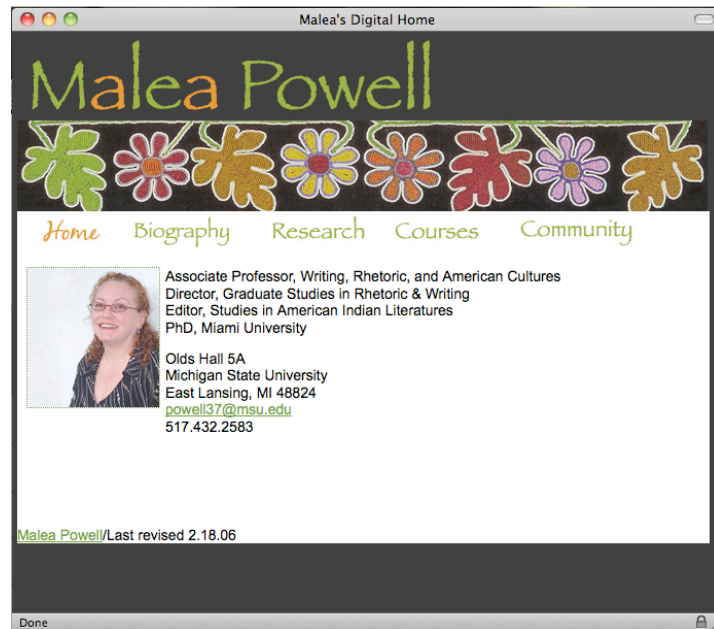 Malea's Digital Home
Malea Powell
Home Biography Research Courses Community
Associate Professor, Writing, Rhetoric, and American Cultures
Director, Graduate Studies in Rhetoric & Writing
Editor, Studies in American Indian Literatures
PhD, Miami University
Olds Hall 5A
Michigan State University
East Lansing, MI 48824
powell37@msu.edu
517.432.2583
Malea Powell/Last revised 2.18.06
Done